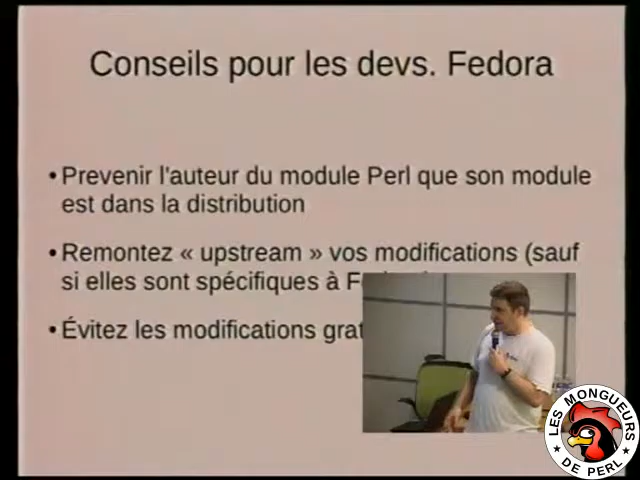 Conseils pour les devs. Fedora
• Prevenir l'auteur du module Perl que son module
est dans la distribution
• Remontez « upstream » vos modifications (sauf
si elles sont spécifiques à
• Évitez les modifications
LES MONGUEURS
★ DE PERL ★